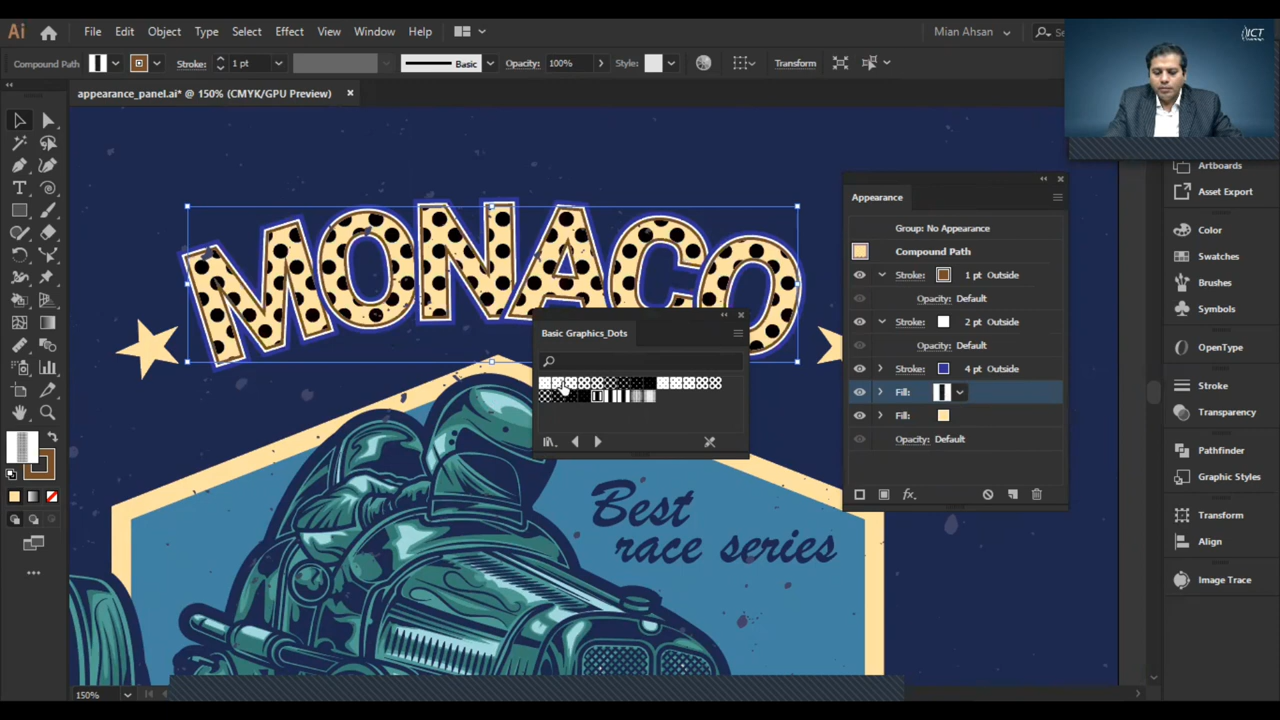 Ai File Edit Object Type Select Effect View Window Help Mian Ahsan
ICT
Compound Path Stroke: 1 pt Basic Opacity: 100% Style: Transform
appearance_panel.ai* @ 150% (CMYK/GPU Preview)
Artboards
Asset Export
Color
Swatches
Brushes
Symbols
OpenType
Stroke
Transparency
Pathfinder
Graphic Styles
Transform
Align
Image Trace
Appearance
Group: No Appearance
Compound Path
Stroke: 1 pt Outside
Opacity: Default
Stroke: 2 pt Outside
Opacity: Default
Stroke: 4 pt Outside
Fill:
Fill:
Opacity: Default
fx
MONACO
Basic Graphics_Dots
Best
race series
150%